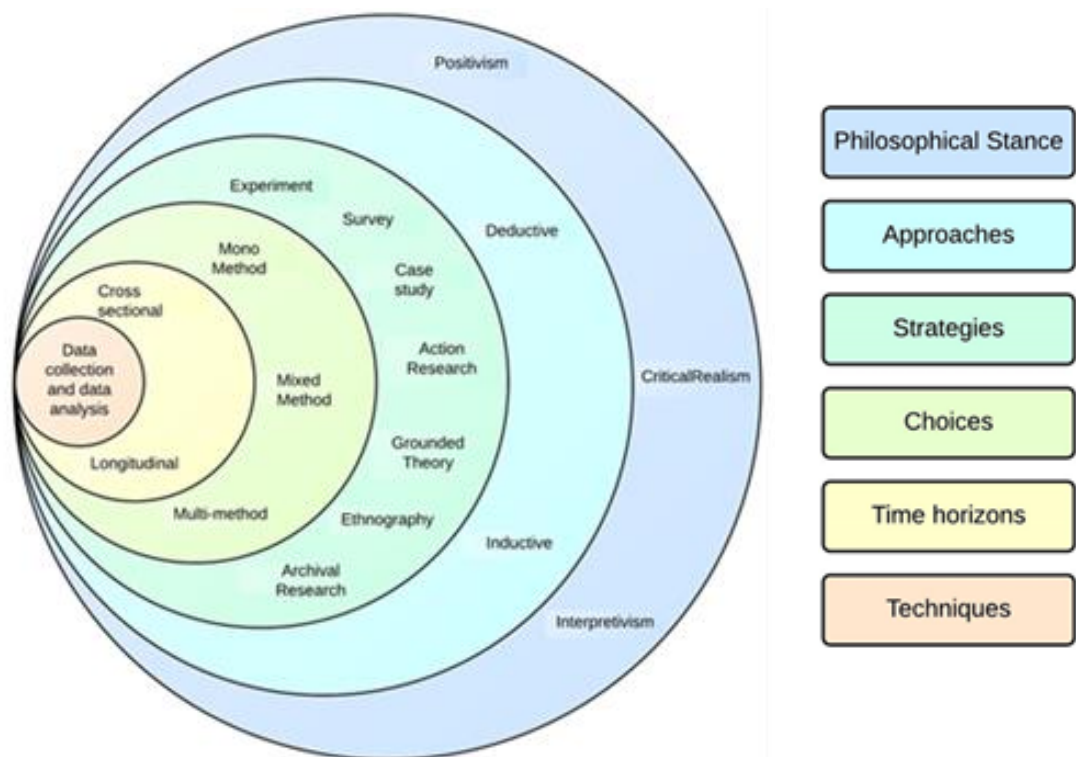 Positivism
Experiment
Survey
Deductive
Mono
Method
Case
study
Cross
sectional
Data
collection
and data
analysis
Action
Research
CriticalRealism
Mixed
Method
Grounded
Theory
Longitudinal
Multi-method
Ethnography
Inductive
Archival
Research
Interpretivism
Philosophical Stance
Approaches
Strategies
Choices
Time horizons
Techniques